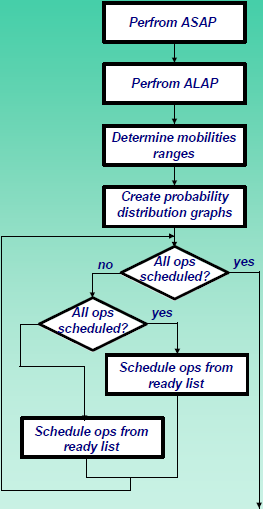 Perfrom ASAP
Perfrom ALAP
Determine mobilities
ranges
Create probability
distribution graphs
All ops
scheduled?
no
yes
All ops
scheduled?
yes
Schedule ops from
ready list
Schedule ops from
ready list